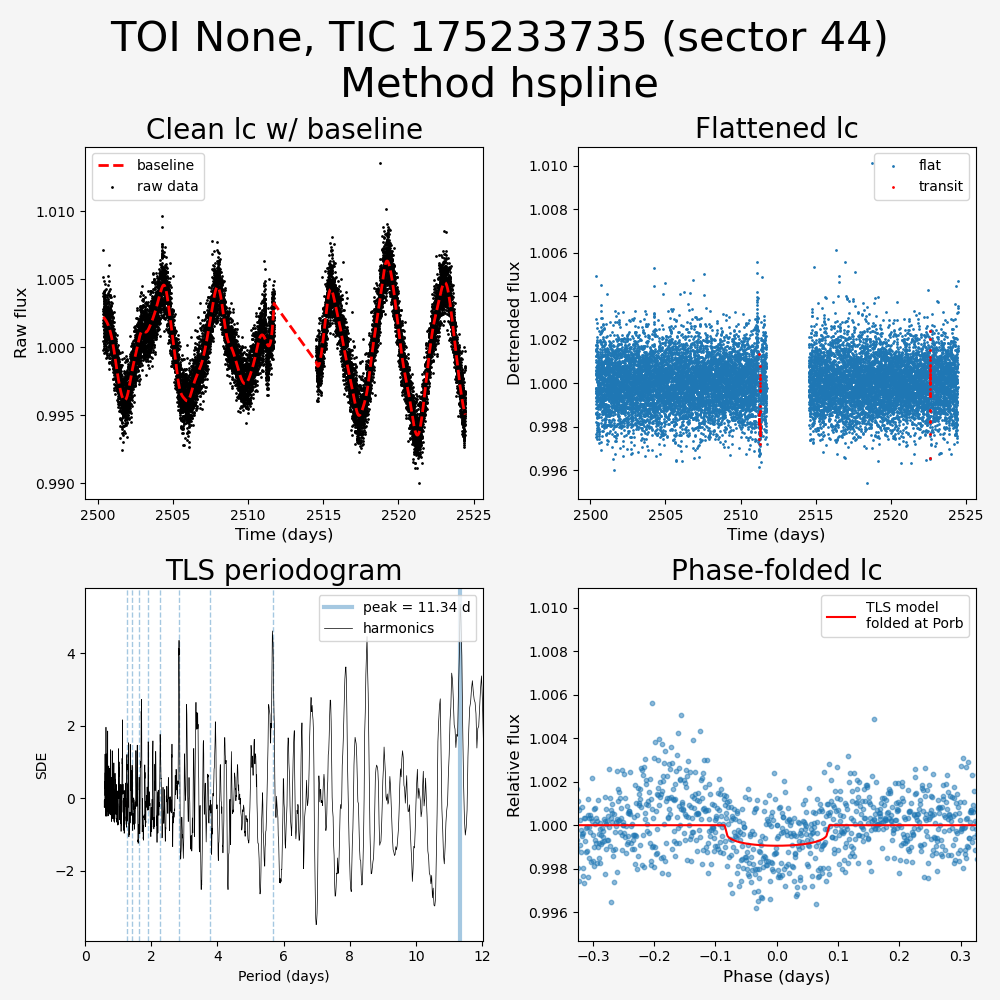 TOI None, TIC 175233735 (sector 44)
Method hspline
Clean lc w/ baseline
baseline
raw data
1.010
1.005
1.000
0.995
0.990
Raw flux
2500
2505
2510
2515
2520
2525
Time (days)
Flattened lc
flat
transit
1.010
1.008
1.006
1.004
1.002
1.000
0.998
0.996
Detrended flux
2500
2505
2510
2515
2520
2525
Time (days)
TLS periodogram
peak = 11.34 d
harmonics
4
2
0
−2
SDE
0
2
4
6
8
10
12
Period (days)
Phase-folded lc
TLS model
folded at Porb
1.010
1.008
1.006
1.004
1.002
1.000
0.998
0.996
Relative flux
−0.3
−0.2
−0.1
0.0
0.1
0.2
0.3
Phase (days)